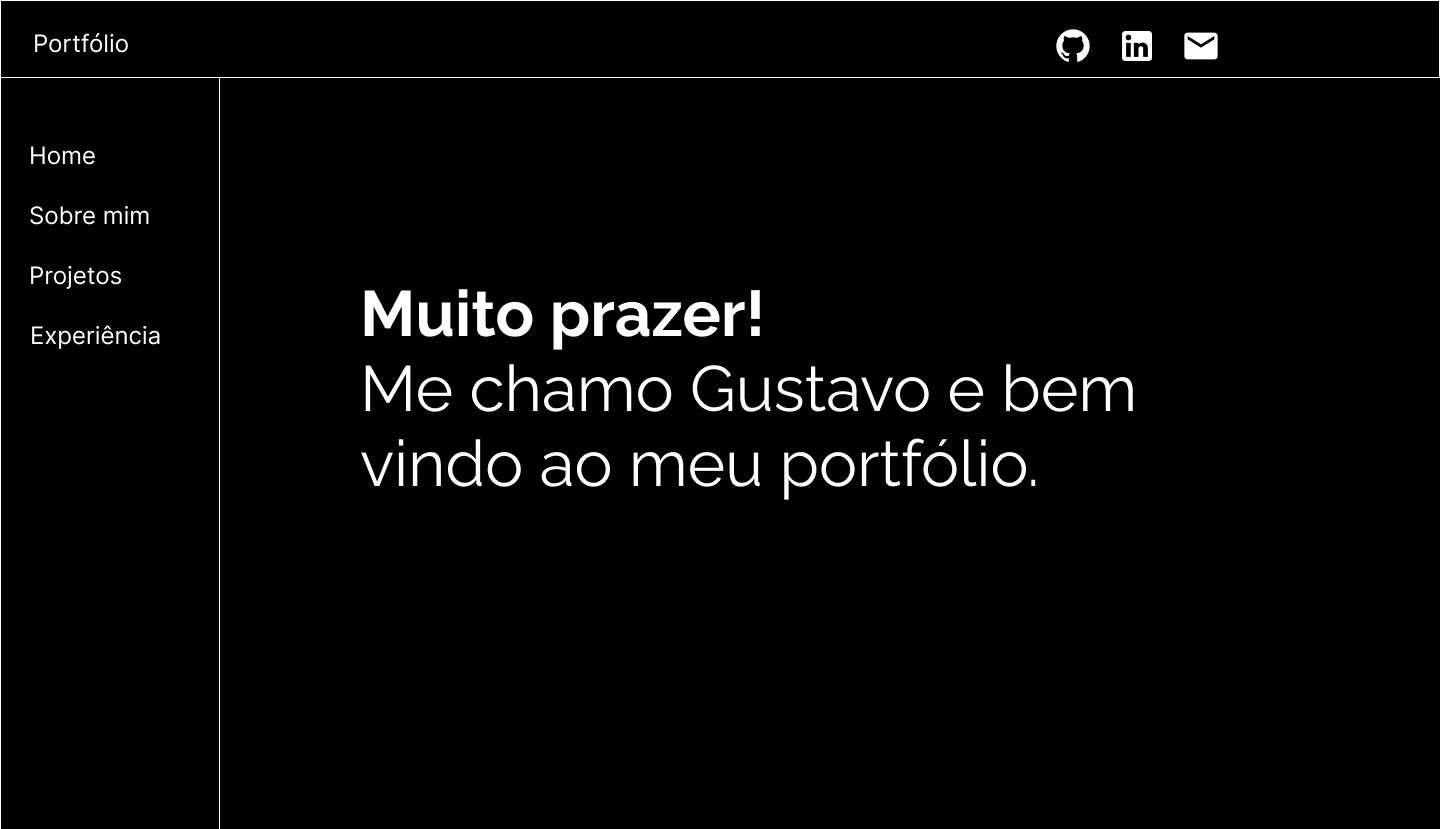 Portfólio
Home
Sobre mim
Projetos
Experiência
Muito prazer!
Me chamo Gustavo e bem
vindo ao meu portfólio.